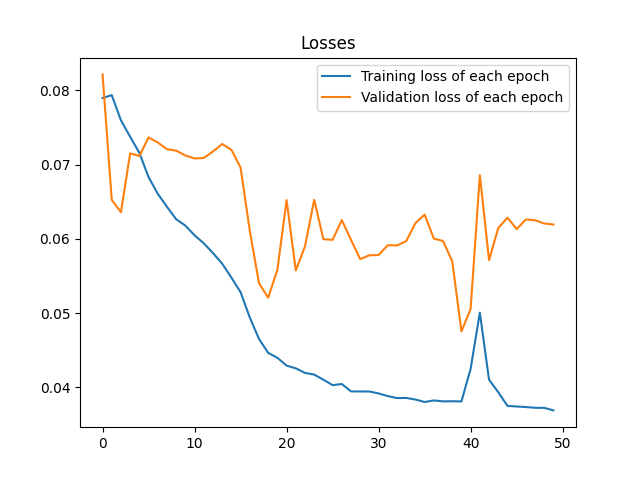 Losses
Training loss of each epoch
Validation loss of each epoch
0.08
0.07
0.06
0.05
0.04
0 10 20 30 40 50